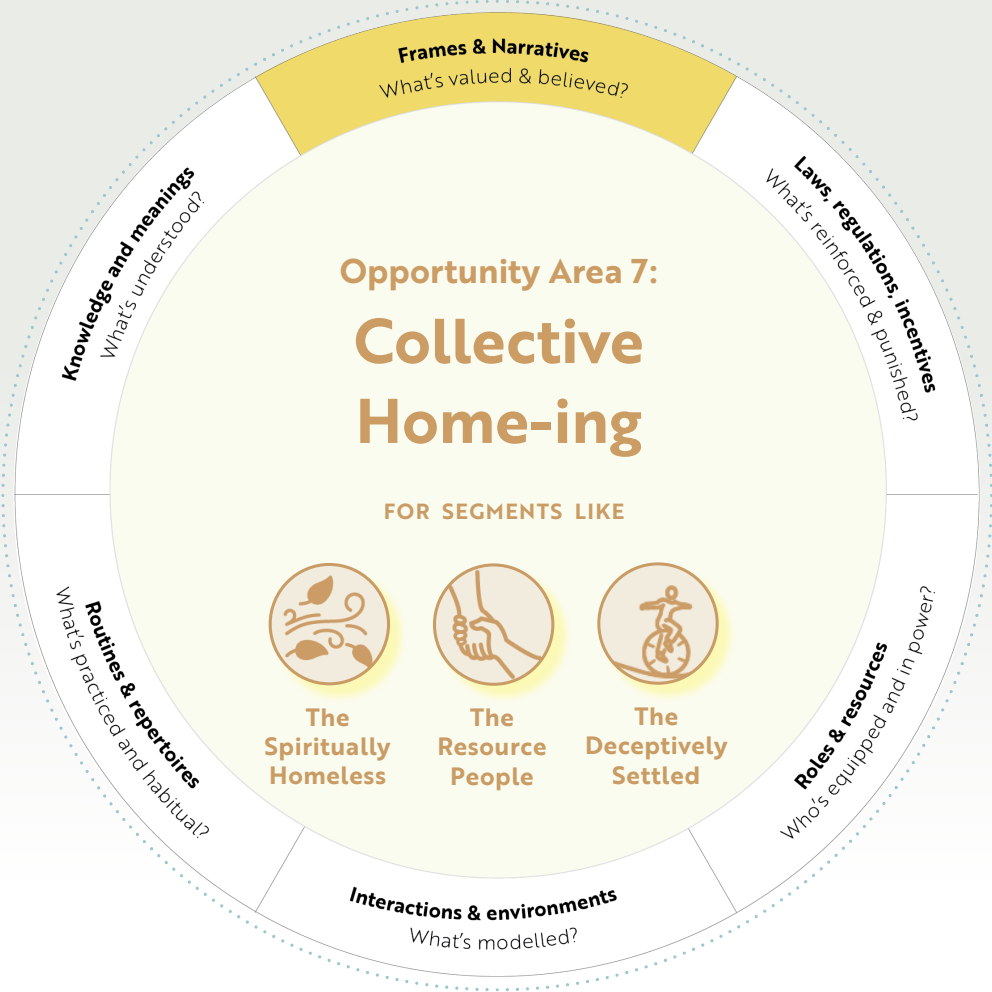 Frames & Narratives
What's valued & believed?
Laws, regulations, incentives
What's reinforced & punished?
Knowledge and meanings
What's understood?
Opportunity Area 7:
Collective
Home-ing
FOR SEGMENTS LIKE
The
Spiritually
Homeless
The
Resource
People
The
Deceptively
Settled
Roles & resources
Who's equipped and in power?
Interactions & environments
What's modelled?
Routines & repertoires
What's practiced and habitual?